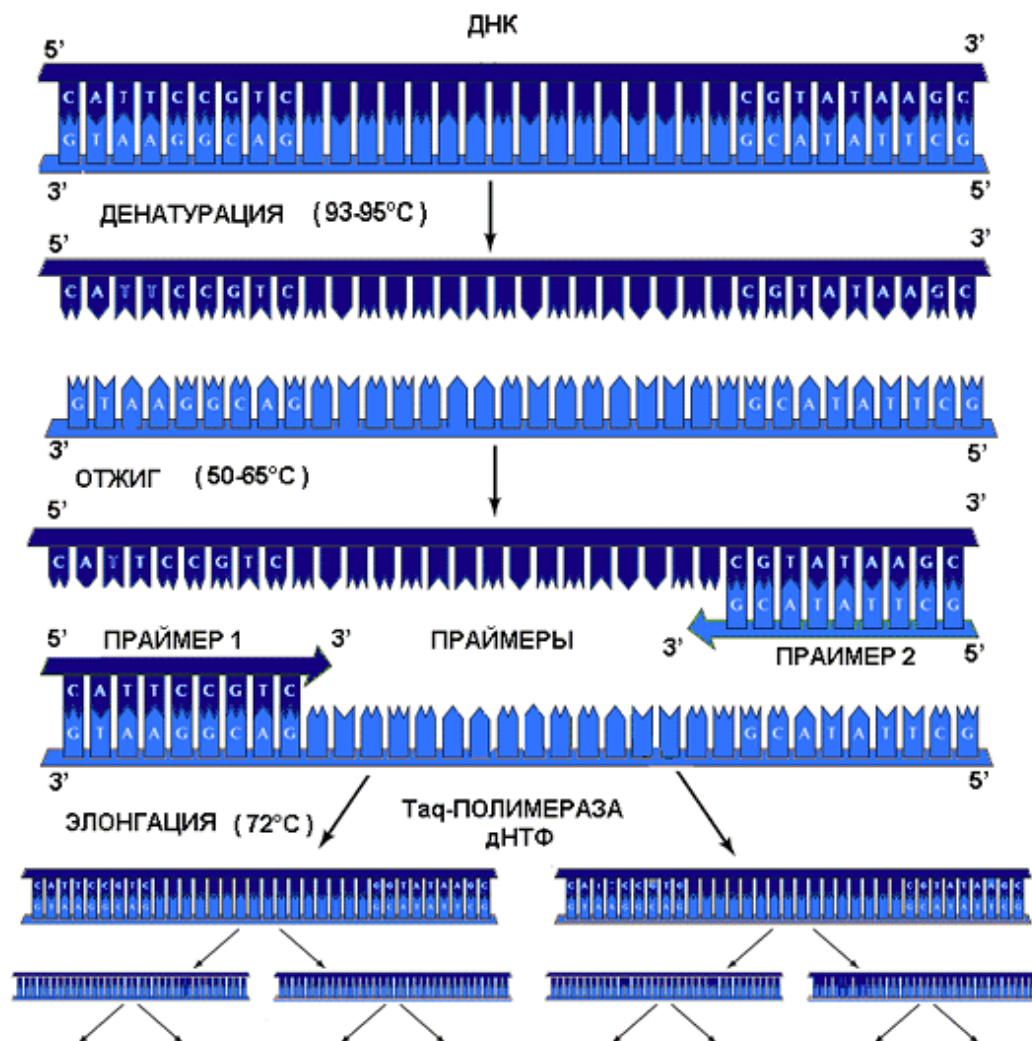 ДНК
5’ 3’
C A T T C C G T C C G T A T A A G C
G T A A G G C A G G C A T A T T C G
3’ 5’
ДЕНАТУРАЦИЯ (93-95°C)
5’ 3’
C A T T C C G T C C G T A T A A G C
G T A A G G C A G G C A T A T T C G
3’ 5’
ОТЖИГ (50-65°C)
5’ 3’
C A T T C C G T C C G T A T A A G C
G C A T A T T C G
5’ ПРАЙМЕР 1 3’ ПРАЙМЕРЫ 3’ ПРАИМЕР 2 5’
C A T T C C G T C
G T A A G G C A G G C A T A T T C G
3’ 5’
ЭЛОНГАЦИЯ (72°C) Taq-ПОЛИМЕРАЗА
дНТФ